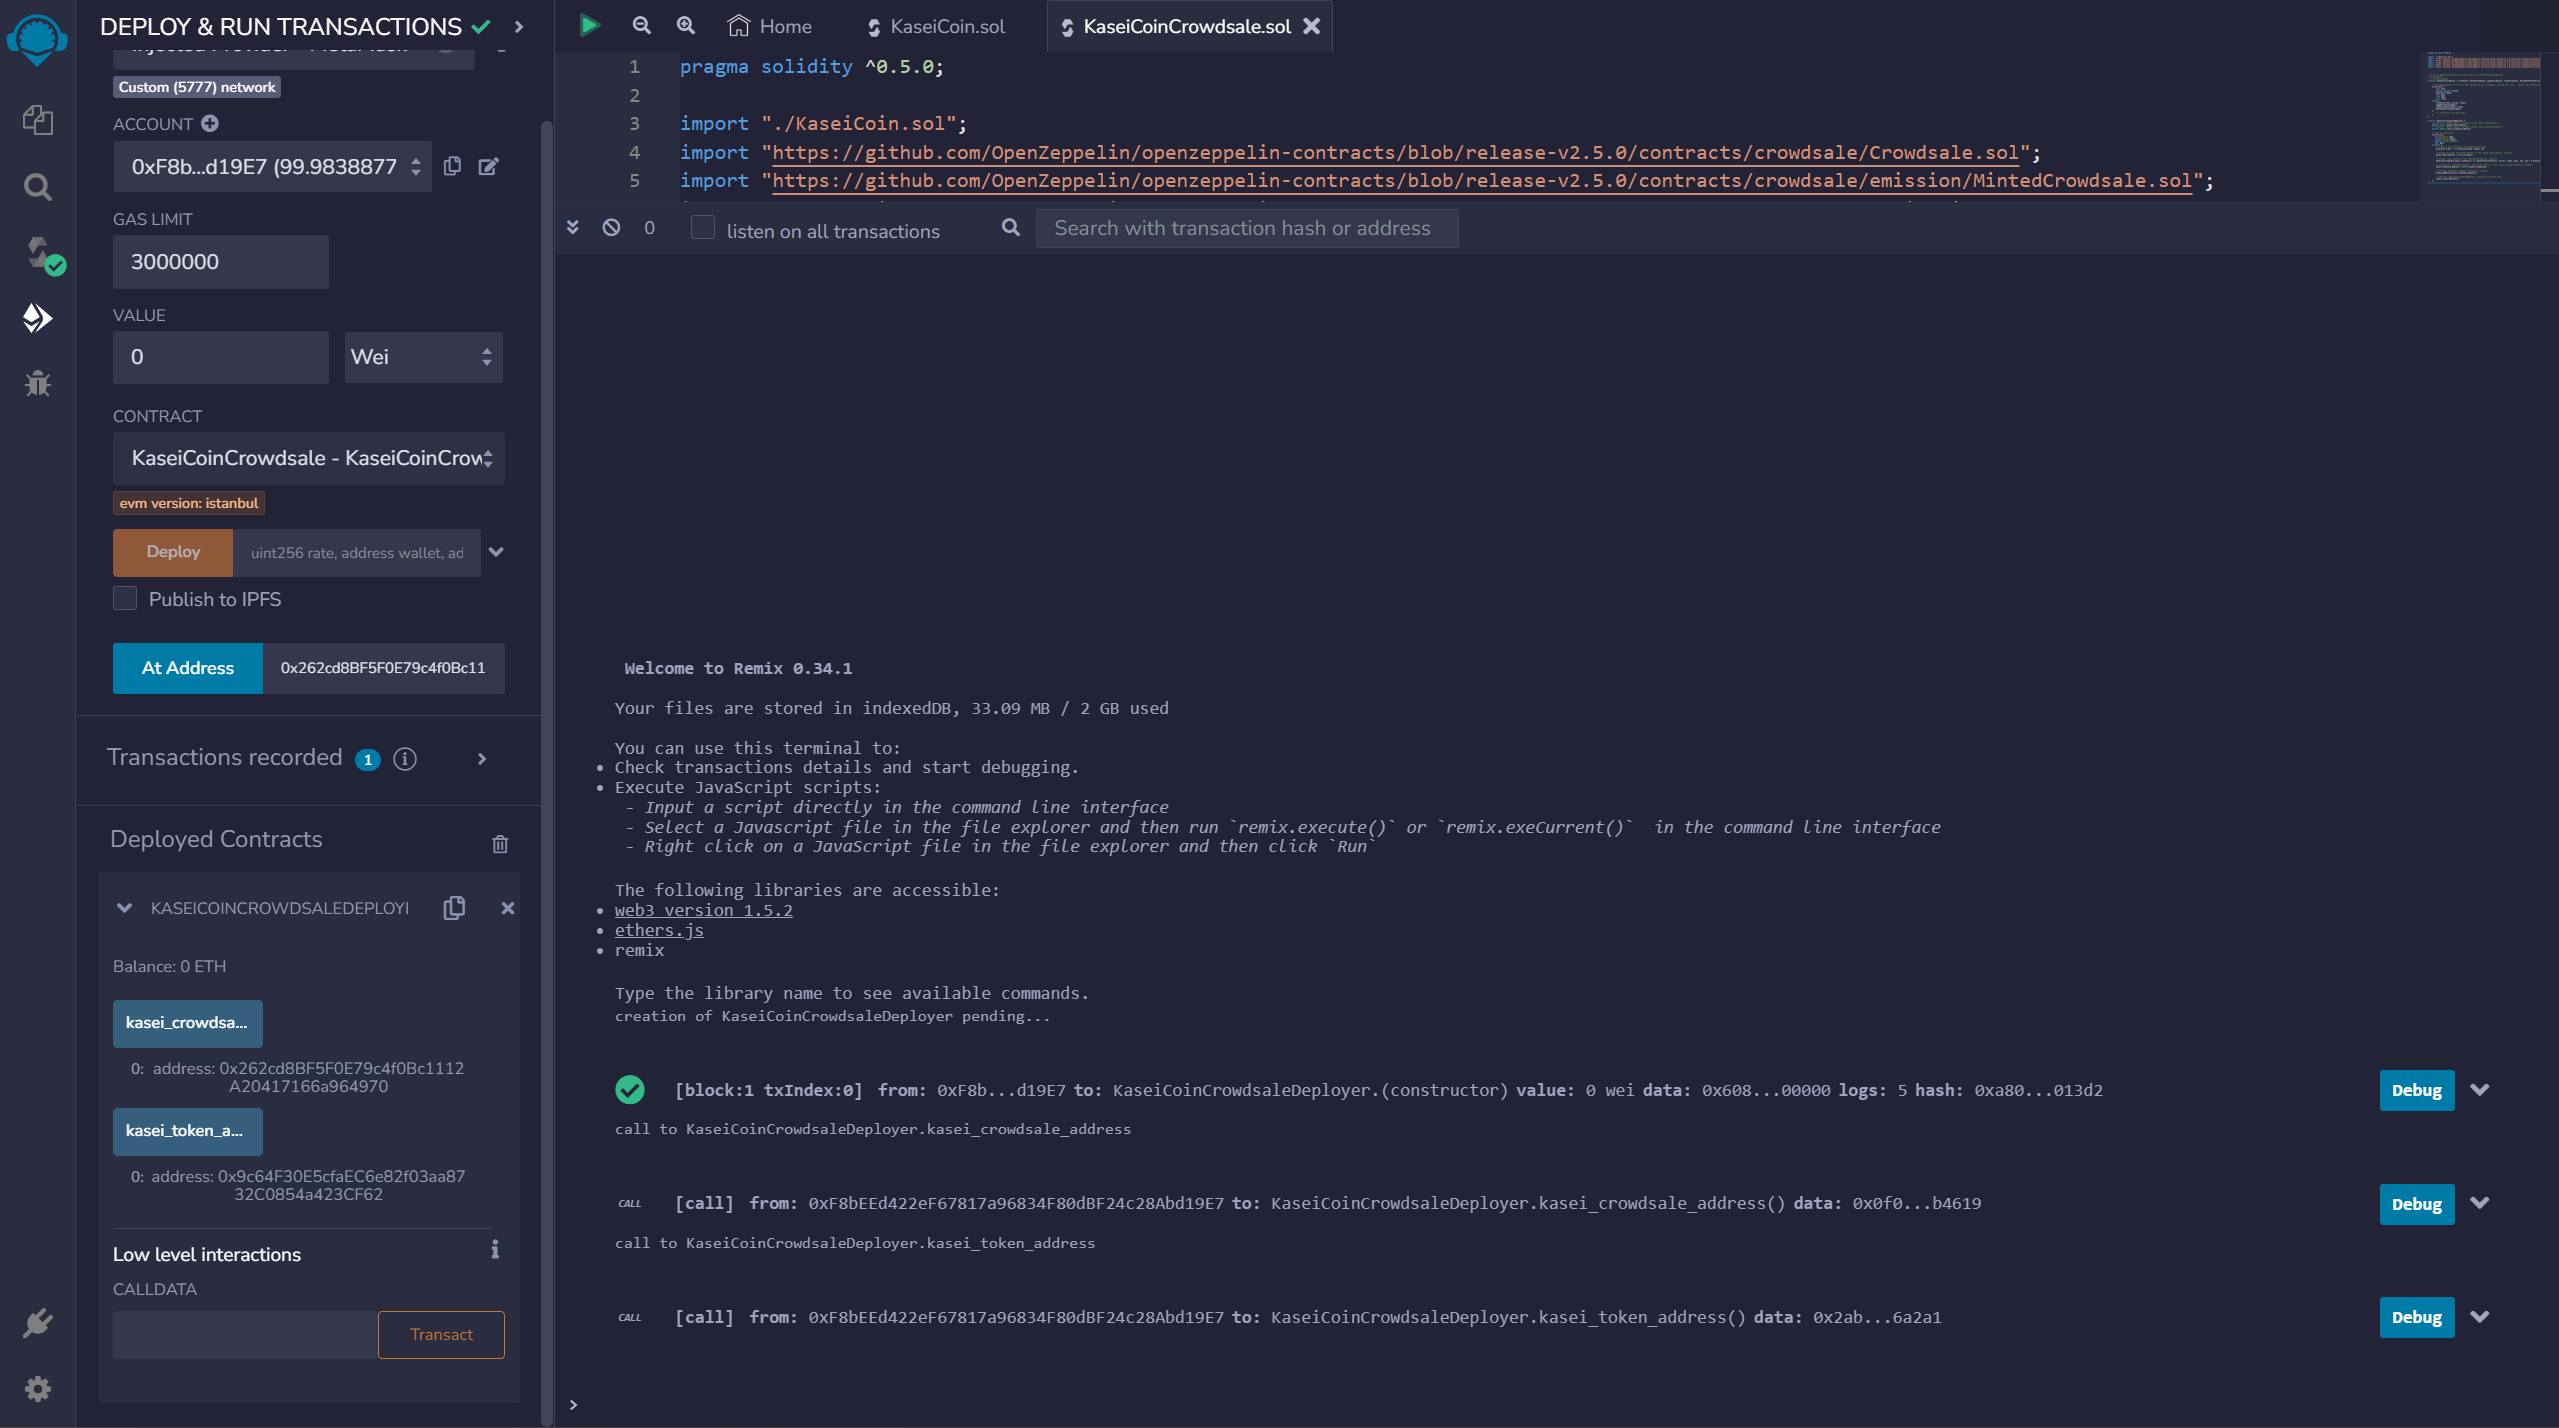 DEPLOY & RUN TRANSACTIONS
Custom (5777) network
ACCOUNT
0xF8b...d19E7 (99.9838877
GAS LIMIT
3000000
VALUE
0
Wei
CONTRACT
KaseiCoinCrowdsale - KaseiCoinCrow
evm version: istanbul
Deploy
uint256 rate, address wallet, ad
Publish to IPFS
At Address
0x262cd8BF5F0E79c4f0Bc11
Transactions recorded 1
Deployed Contracts
KASEICOINCROWDSALEDEPLOYI
Balance: 0 ETH
kasei_crowdsa...
0: address: 0x262cd8BF5F0E79c4f0Bc1112
A20417166a964970
kasei_token_a...
0: address: 0x9c64F30E5cfaEC6e82f03aa87
32C0854a423CF62
Low level interactions
CALLDATA
Transact
Home
KaseiCoin.sol
KaseiCoinCrowdsale.sol
1 pragma solidity ^0.5.0;
2
3 import "./KaseiCoin.sol";
4 import "https://github.com/OpenZeppelin/openzeppelin-contracts/blob/release-v2.5.0/contracts/crowdsale/Crowdsale.sol";
5 import "https://github.com/OpenZeppelin/openzeppelin-contracts/blob/release-v2.5.0/contracts/crowdsale/emission/MintedCrowdsale.sol";
0
listen on all transactions
Search with transaction hash or address
Welcome to Remix 0.34.1
Your files are stored in indexedDB, 33.09 MB / 2 GB used
You can use this terminal to:
• Check transactions details and start debugging.
• Execute JavaScript scripts:
- Input a script directly in the command line interface
- Select a Javascript file in the file explorer and then run `remix.execute()` or `remix.exeCurrent()` in the command line interface
- Right click on a JavaScript file in the file explorer and then click `Run`
The following libraries are accessible:
• web3 version 1.5.2
• ethers.js
• remix
Type the library name to see available commands.
creation of KaseiCoinCrowdsaleDeployer pending...
[block:1 txIndex:0] from: 0xF8b...d19E7 to: KaseiCoinCrowdsaleDeployer.(constructor) value: 0 wei data: 0x608...00000 logs: 5 hash: 0xa80...013d2
Debug
call to KaseiCoinCrowdsaleDeployer.kasei_crowdsale_address
CALL [call] from: 0xF8bEEd422eF67817a96834F80dBF24c28Abd19E7 to: KaseiCoinCrowdsaleDeployer.kasei_crowdsale_address() data: 0x0f0...b4619
Debug
call to KaseiCoinCrowdsaleDeployer.kasei_token_address
CALL [call] from: 0xF8bEEd422eF67817a96834F80dBF24c28Abd19E7 to: KaseiCoinCrowdsaleDeployer.kasei_token_address() data: 0x2ab...6a2a1
Debug
>